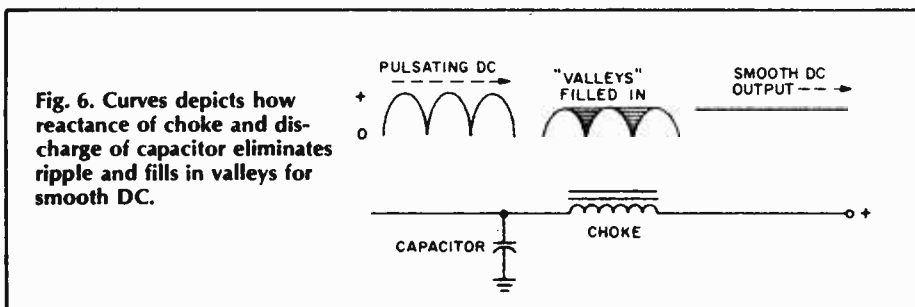 Fig. 6. Curves depicts how
reactance of choke and dis-
charge of capacitor eliminates
ripple and fills in valleys for
smooth DC.
PULSATING DC
+
0
"VALLEYS"
FILLED IN
SMOOTH DC
OUTPUT
CAPACITOR
CHOKE
+